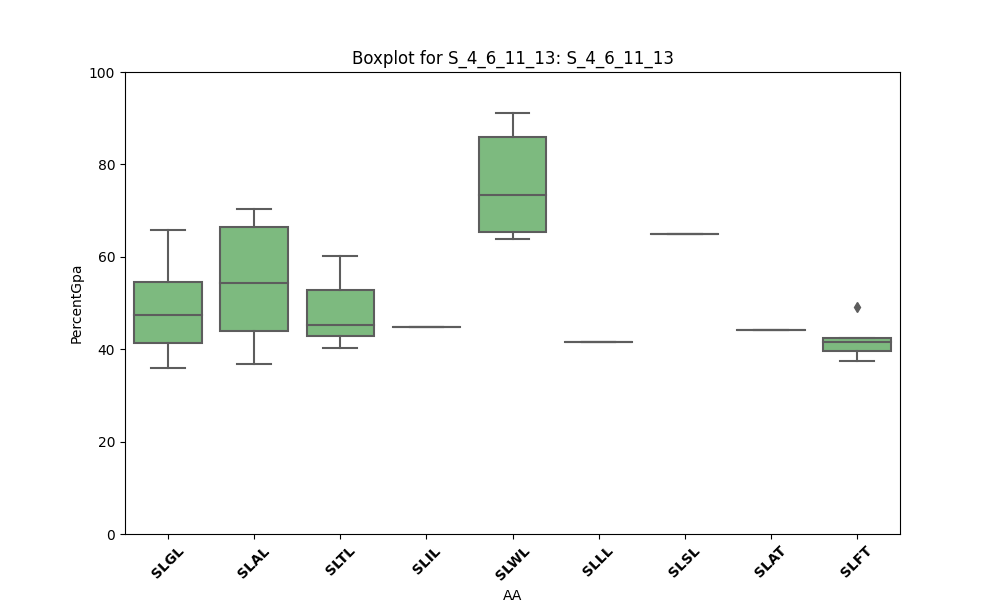 Boxplot for S_4_6_11_13: S_4_6_11_13
100
80
60
40
20
0
PercentGpa
SLGL SLAL SLTL SLIL SLWL SLLL SLSL SLAT SLFT
AA